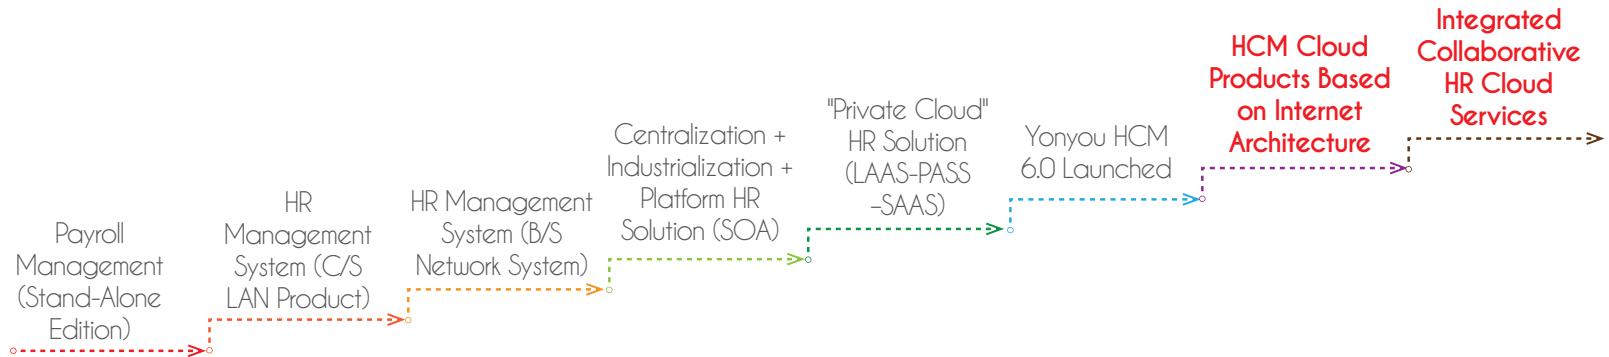 Payroll
Management
(Stand-Alone
Edition)
HR
Management
System (C/S
LAN Product)
HR Management
System (B/S
Network System)
Centralization +
Industrialization +
Platform HR
Solution (SOA)
"Private Cloud"
HR Solution
(LAAS-PASS
-SAAS)
Yonyou HCM
6.0 Launched
HCM Cloud
Products Based
on Internet
Architecture
Integrated
Collaborative
HR Cloud
Services